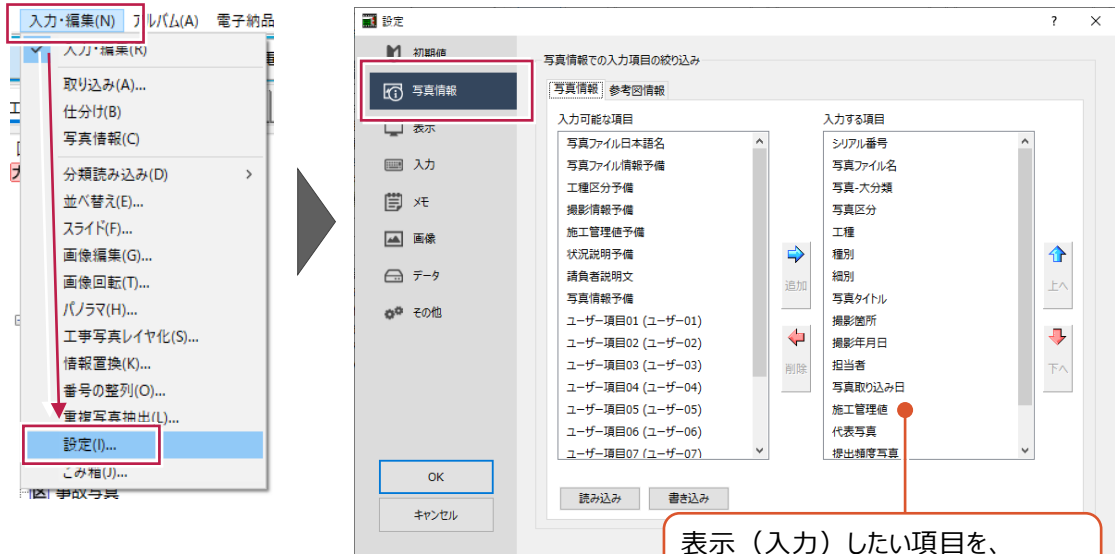 入力・編集(N) アルバム(A) 電子納品
入力・編集(R)
取り込み(A)...
仕分け(B)
写真情報(C)
分類読み込み(D)
並べ替え(E)...
スライド(F)...
画像編集(G)...
画像回転(T)...
パノラマ(H)...
工事写真レイヤ化(S)...
情報置換(K)...
番号の整列(O)...
重複写真抽出(L)...
設定(I)...
ごみ箱(J)...
事故写真
設定
初期値
写真情報
表示
入力
メモ
画像
データ
その他
OK
キャンセル
写真情報での入力項目の絞り込み
写真情報 参考図情報
入力可能な項目
写真ファイル日本語名
写真ファイル情報予備
工種区分予備
撮影情報予備
施工管理値予備
状況説明予備
請負者説明文
写真情報予備
ユーザー項目01 (ユーザー01)
ユーザー項目02 (ユーザー02)
ユーザー項目03 (ユーザー03)
ユーザー項目04 (ユーザー04)
ユーザー項目05 (ユーザー05)
ユーザー項目06 (ユーザー06)
ユーザー項目07 (ユーザー07)
追加
削除
入力する項目
シリアル番号
写真ファイル名
写真-大分類
写真区分
工種
種別
細別
写真タイトル
撮影箇所
撮影年月日
担当者
写真取り込み日
施工管理値
代表写真
提出頻度写真
上へ
下へ
読み込み 書き込み
表示（入力）したい項目を、